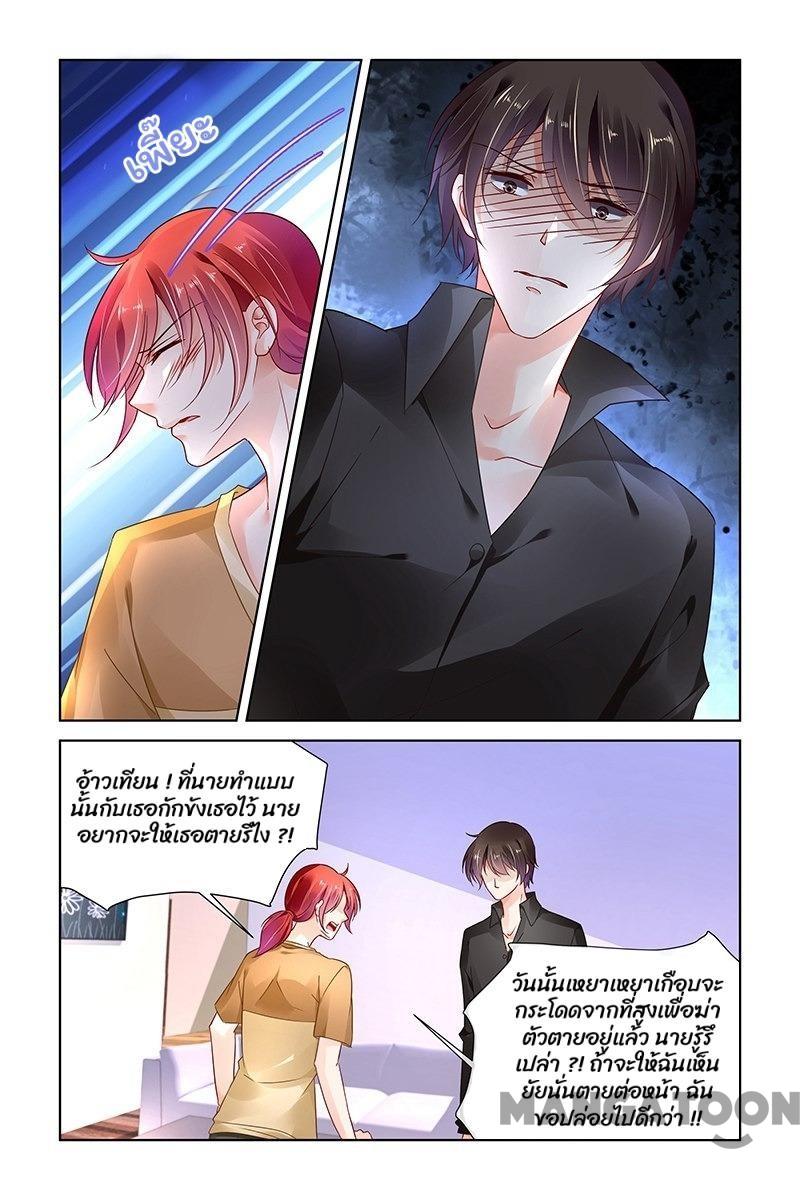 เพี๊ยะ
อ้าวเทียน ! ที่นายทำแบบ
นั้นกับเธอกักขังเธอไว้ นาย
อยากจะให้เธอตายรึไง ?!
วันนั้นเหยาเหยาเกือบจะ
กระโดดจากที่สูงเพื่อฆ่า
ตัวตายอยู่แล้ว นายรู้รึ
เปล่า ?! ถ้าจะให้ฉันเห็น
ยัยนั่นตายต่อหน้า ฉัน
ขอปล่อยไปดีกว่า !!
MANGATOON